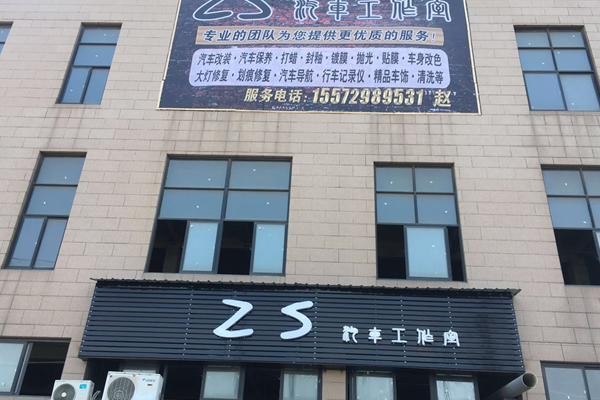 ZS 汽车工作室
专业的团队为您提供更优质的服务!
汽车改装·汽车保养·打蜡·封釉·镀膜·抛光·贴膜·车身改色
大灯修复·划痕修复·汽车导航·行车记录仪·精品车饰·清洗等
服务电话:15572989531"赵"
ZS 汽车工作室